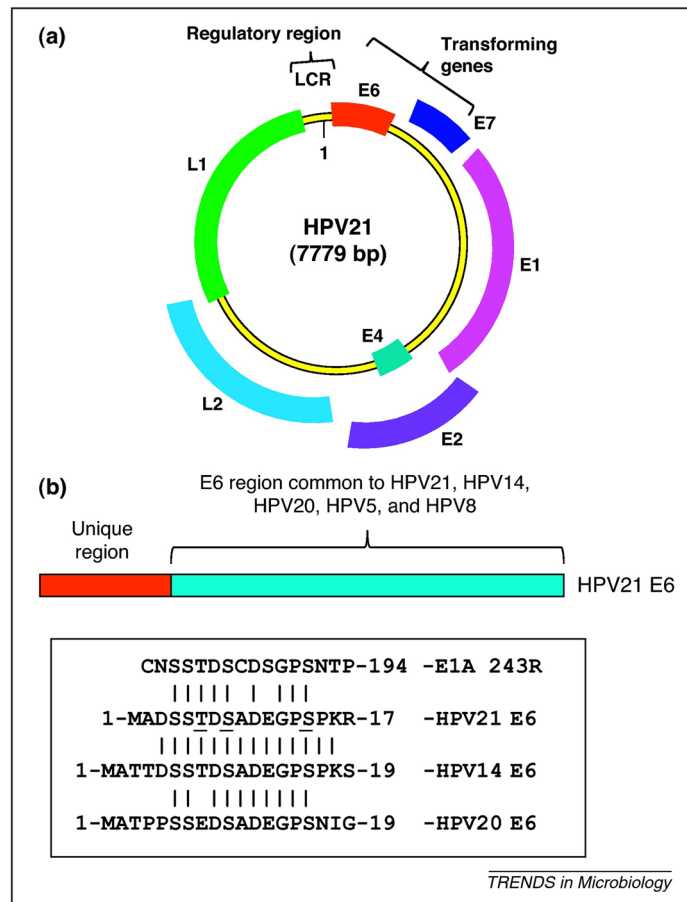 (a)
Regulatory region
Transforming
genes
LCR
E6
E7
L1
1
HPV21
(7779 bp)
E1
E4
L2
E2
(b)
E6 region common to HPV21, HPV14,
HPV20, HPV5, and HPV8
Unique
region
HPV21 E6
CNSSTDSCDSGPSNTP-194 -E1A 243R
||||| | |||
1-MADSSTDSADEGPSPKR-17 -HPV21 E6
||||||||||||||
1-MATTDSSTDSADEGPSPKS-19 -HPV14 E6
|| ||||||||
1-MATPPSSEDSADEGPSNIG-19 -HPV20 E6
TRENDS in Microbiology